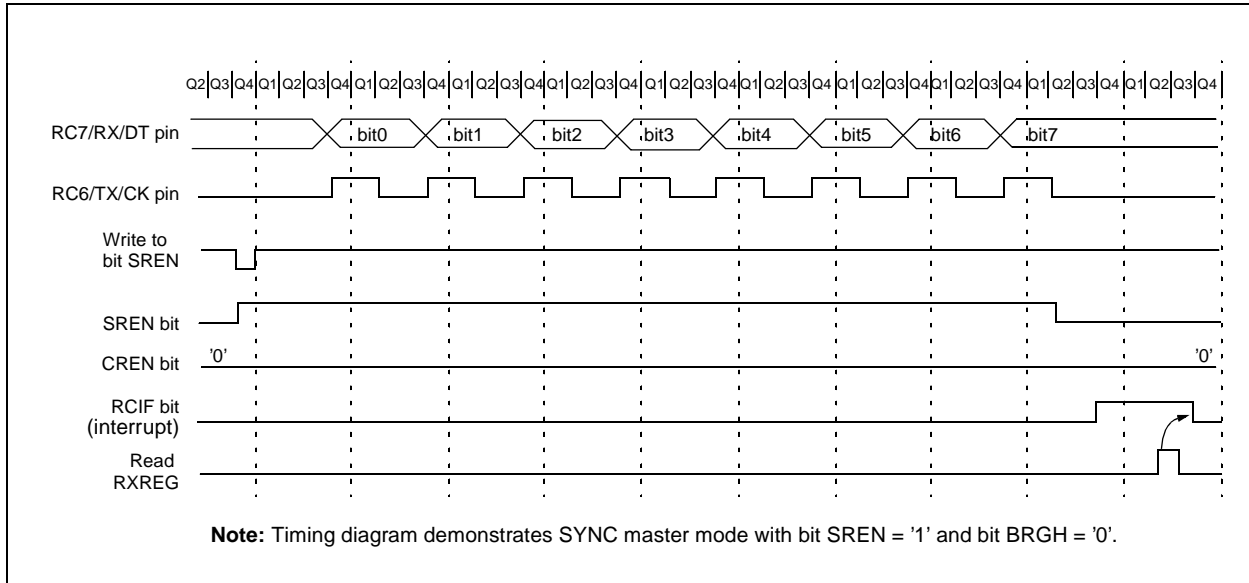 Q2 Q3 Q4 Q1 Q2 Q3 Q4 Q1 Q2 Q3 Q4 Q1 Q2 Q3 Q4 Q1 Q2 Q3 Q4 Q1 Q2 Q3 Q4 Q1 Q2 Q3 Q4 Q1 Q2 Q3 Q4 Q1 Q2 Q3 Q4 Q1 Q2 Q3 Q4 Q1 Q2 Q3 Q4
RC7/RX/DT pin bit0 bit1 bit2 bit3 bit4 bit5 bit6 bit7
RC6/TX/CK pin
Write to
bit SREN
SREN bit
CREN bit '0' '0'
RCIF bit
(interrupt)
Read
RXREG
Note: Timing diagram demonstrates SYNC master mode with bit SREN = '1' and bit BRGH = '0'.